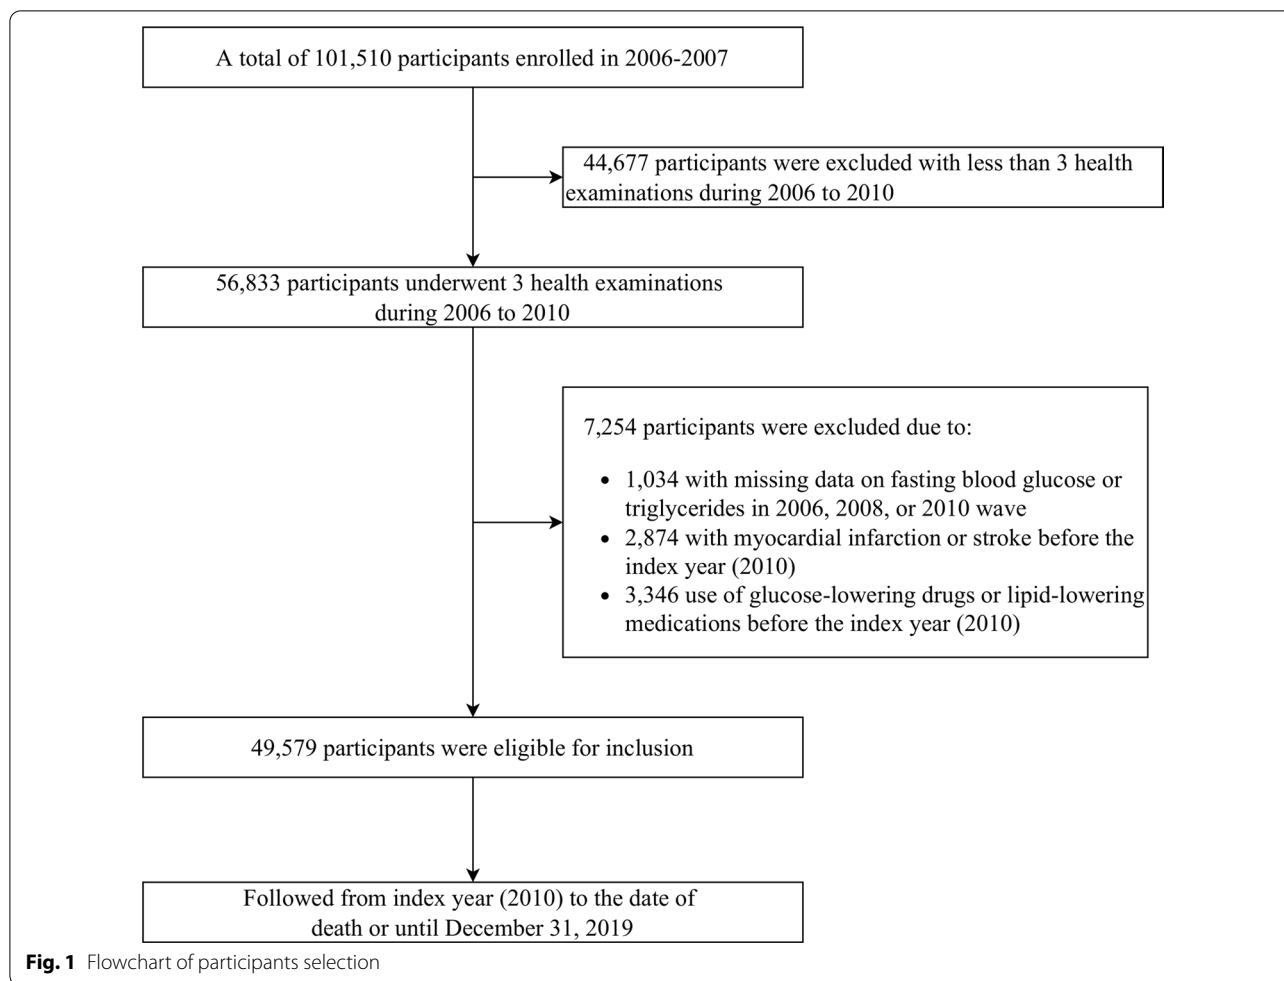 A total of 101,510 participants enrolled in 2006-2007
44,677 participants were excluded with less than 3 health
examinations during 2006 to 2010
56,833 participants underwent 3 health examinations
during 2006 to 2010
7,254 participants were excluded due to:
• 1,034 with missing data on fasting blood glucose or
triglycerides in 2006, 2008, or 2010 wave
• 2,874 with myocardial infarction or stroke before the
index year (2010)
• 3,346 use of glucose-lowering drugs or lipid-lowering
medications before the index year (2010)
49,579 participants were eligible for inclusion
Followed from index year (2010) to the date of
death or until December 31, 2019
Fig. 1 Flowchart of participants selection